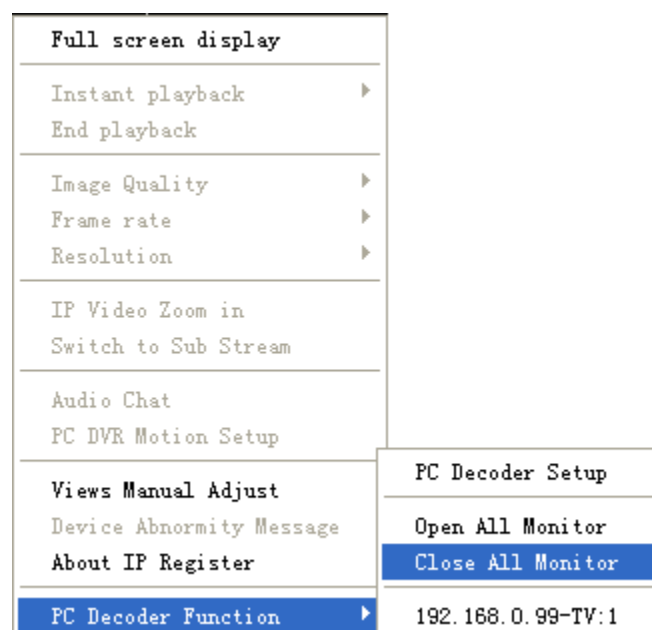 Full screen display
Instant playback
End playback
Image Quality
Frame rate
Resolution
IP Video Zoom in
Switch to Sub Stream
Audio Chat
PC DVR Motion Setup
Views Manual Adjust
Device Abnormity Message
About IP Register
PC Decoder Function
PC Decoder Setup
Open All Monitor
Close All Monitor
192.168.0.99-TV:1